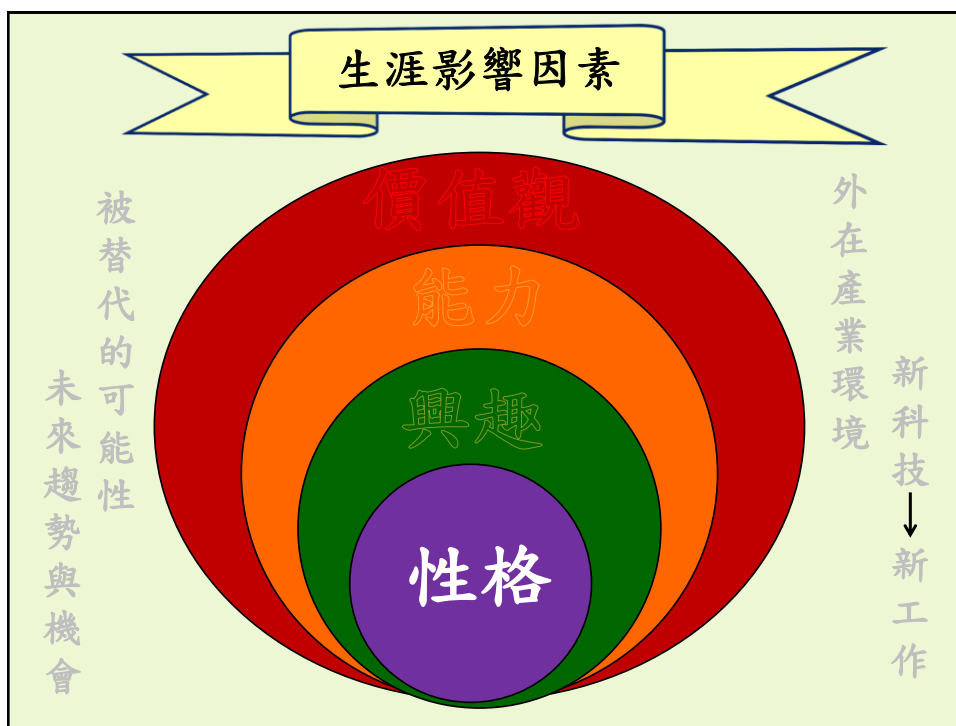 生涯影響因素
價值觀
能力
興趣
性格
被替代的可能性
未來趨勢與機會
外在產業環境
新科技→新工作